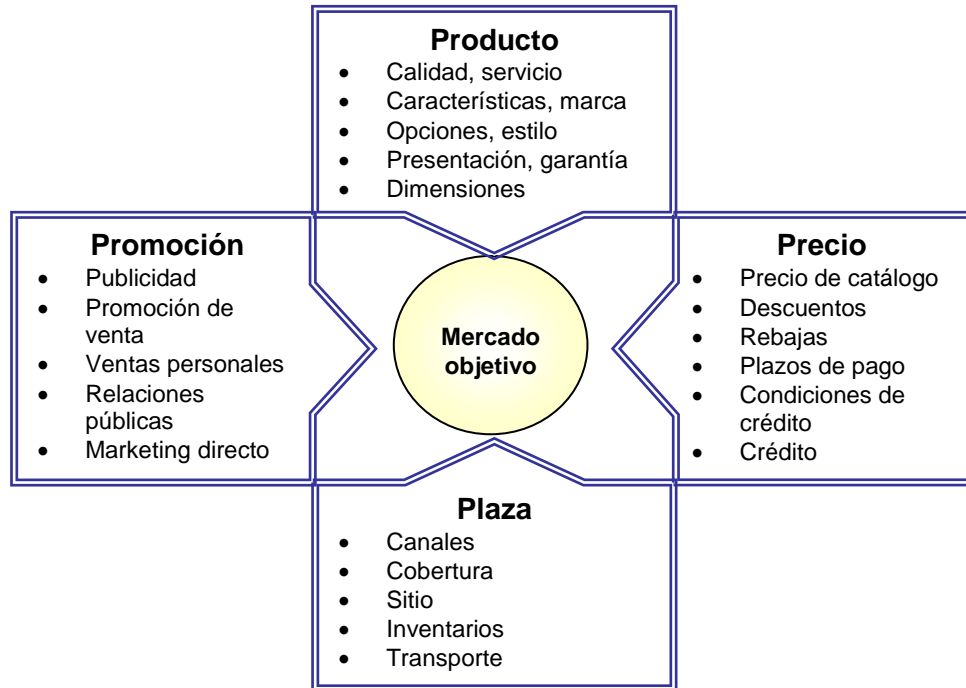 Producto
• Calidad, servicio
• Características, marca
• Opciones, estilo
• Presentación, garantía
• Dimensiones
Promoción
• Publicidad
• Promoción de
venta
• Ventas personales
• Relaciones
públicas
• Marketing directo
Mercado
objetivo
Precio
• Precio de catálogo
• Descuentos
• Rebajas
• Plazos de pago
• Condiciones de
crédito
• Crédito
Plaza
• Canales
• Cobertura
• Sitio
• Inventarios
• Transporte